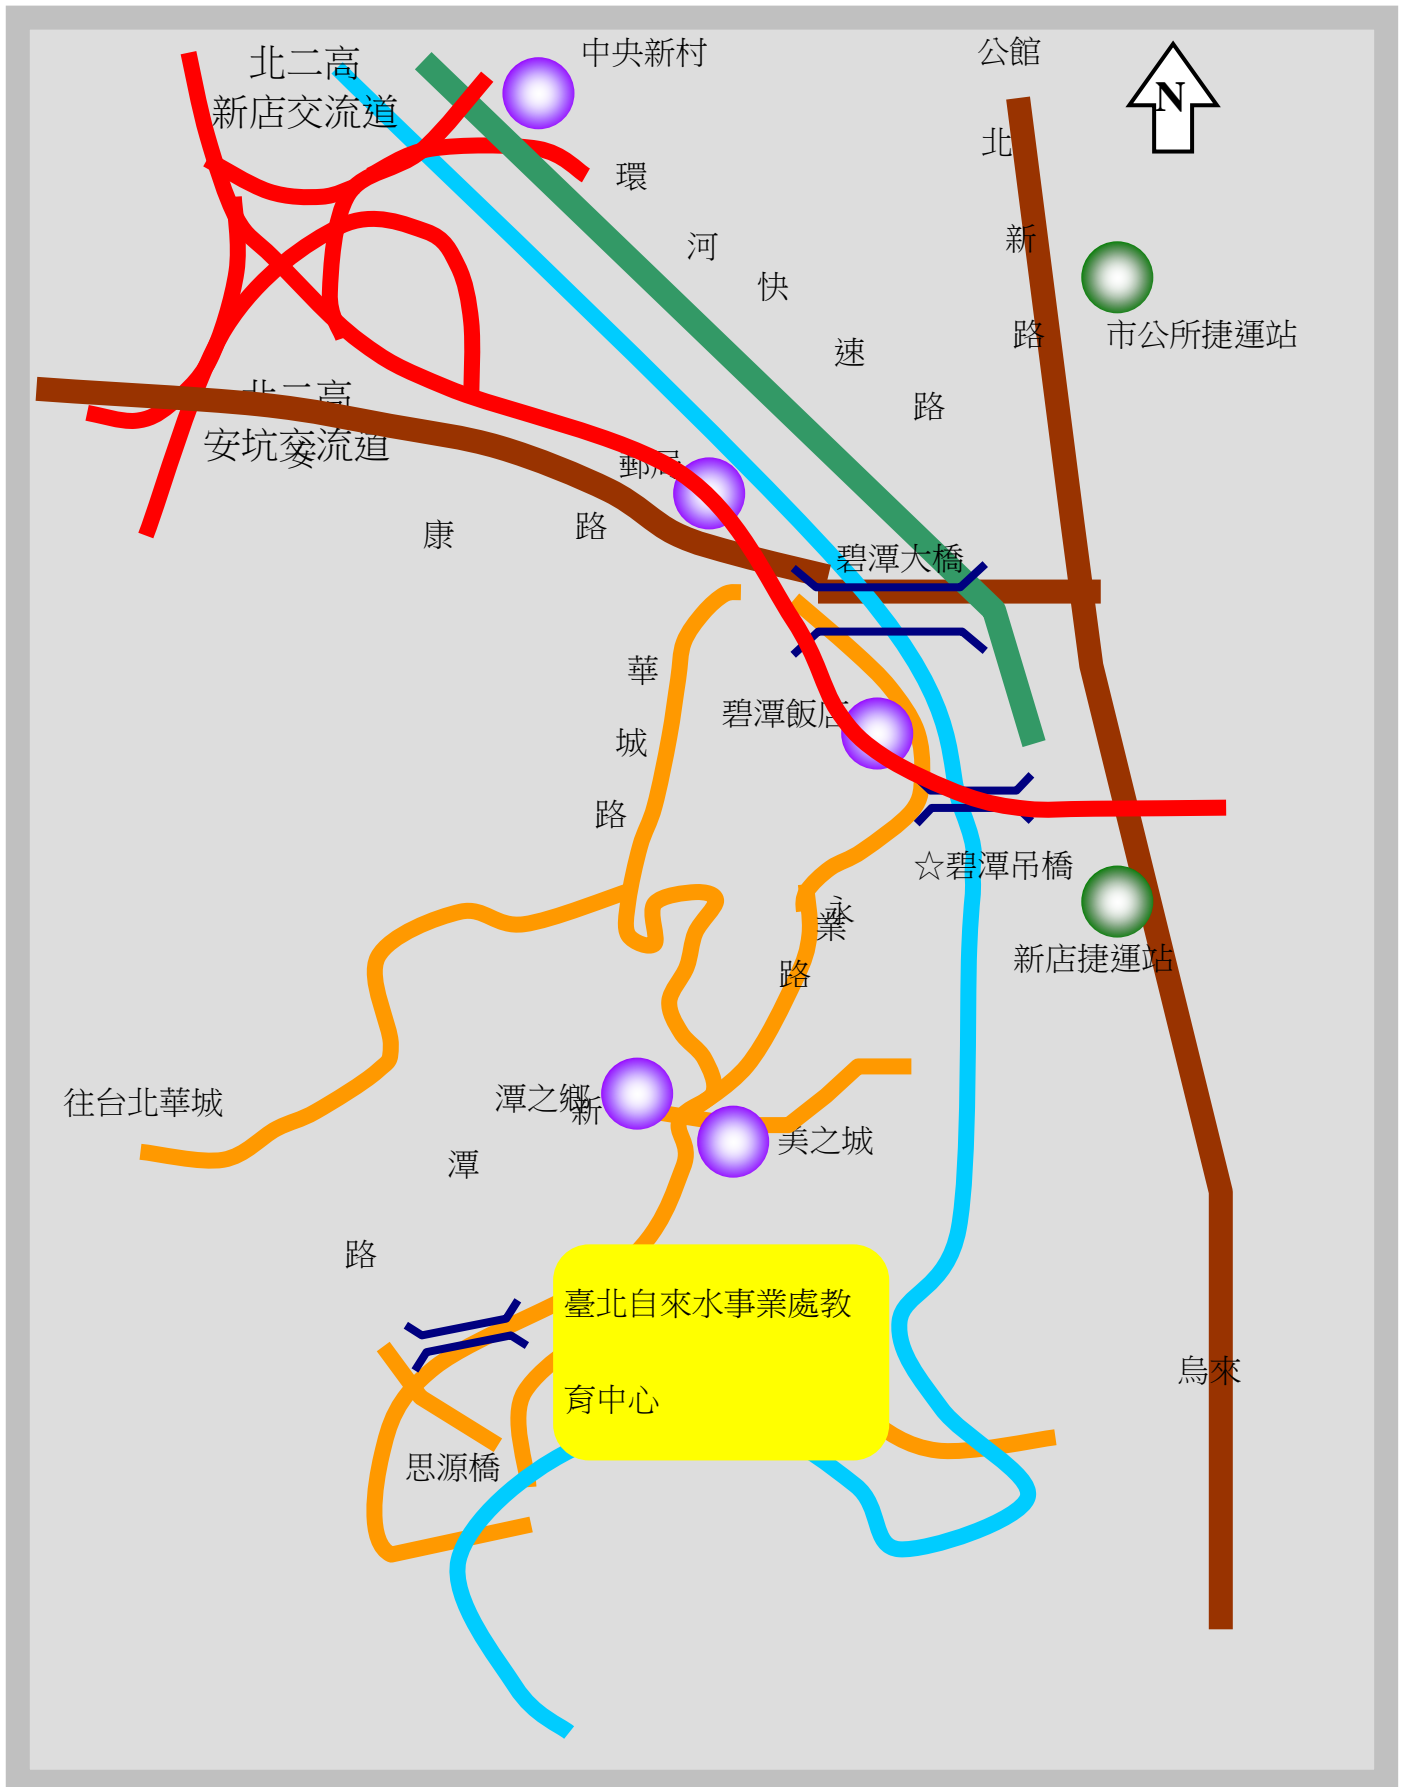 北二高
新店交流道
中央新村
公館
N
北
新
路
環
河
快
速
路
市公所捷運站
北二高
安坑交流道
安
康
路
郵局
碧潭大橋
華
城
路
碧潭飯店
☆碧潭吊橋
永
業
路
新店捷運站
往台北華城
潭之鄉
新
潭
路
美之城
臺北自來水事業處教
育中心
烏來
思源橋